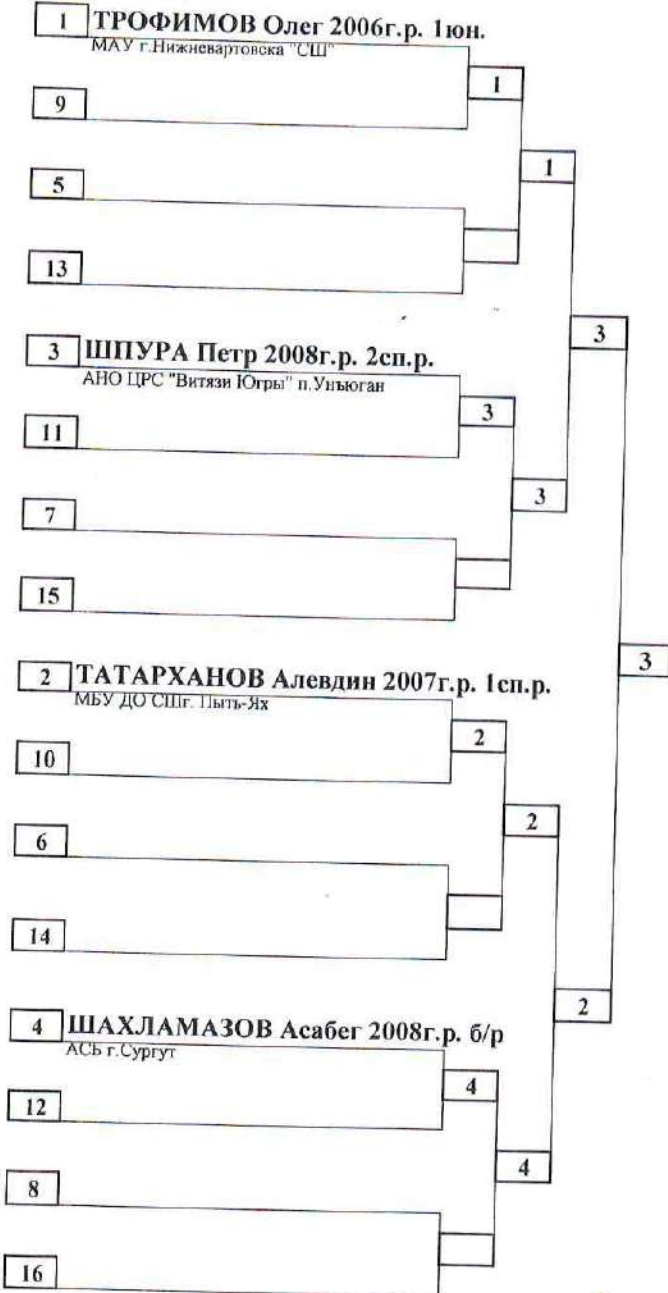 1 ТРОФИМОВ Олег 2006г.р. 1юн.
МАУ г.Нижневартовска "СШ"
1
9
1
5
13
3
3 ШПУРА Петр 2008г.р. 2сп.р.
АНО ЦРС "Витязи Югры" п.Унъюган
3
11
3
7
15
3
2 ТАТАРХАНОВ Алевдин 2007г.р. 1сп.р.
МБУ ДО СШг. Пыть-Ях
2
10
2
6
14
2
4 ШАХЛАМАЗОВ Асабег 2008г.р. б/р
АСБ г.Сургут
4
12
4
8
16